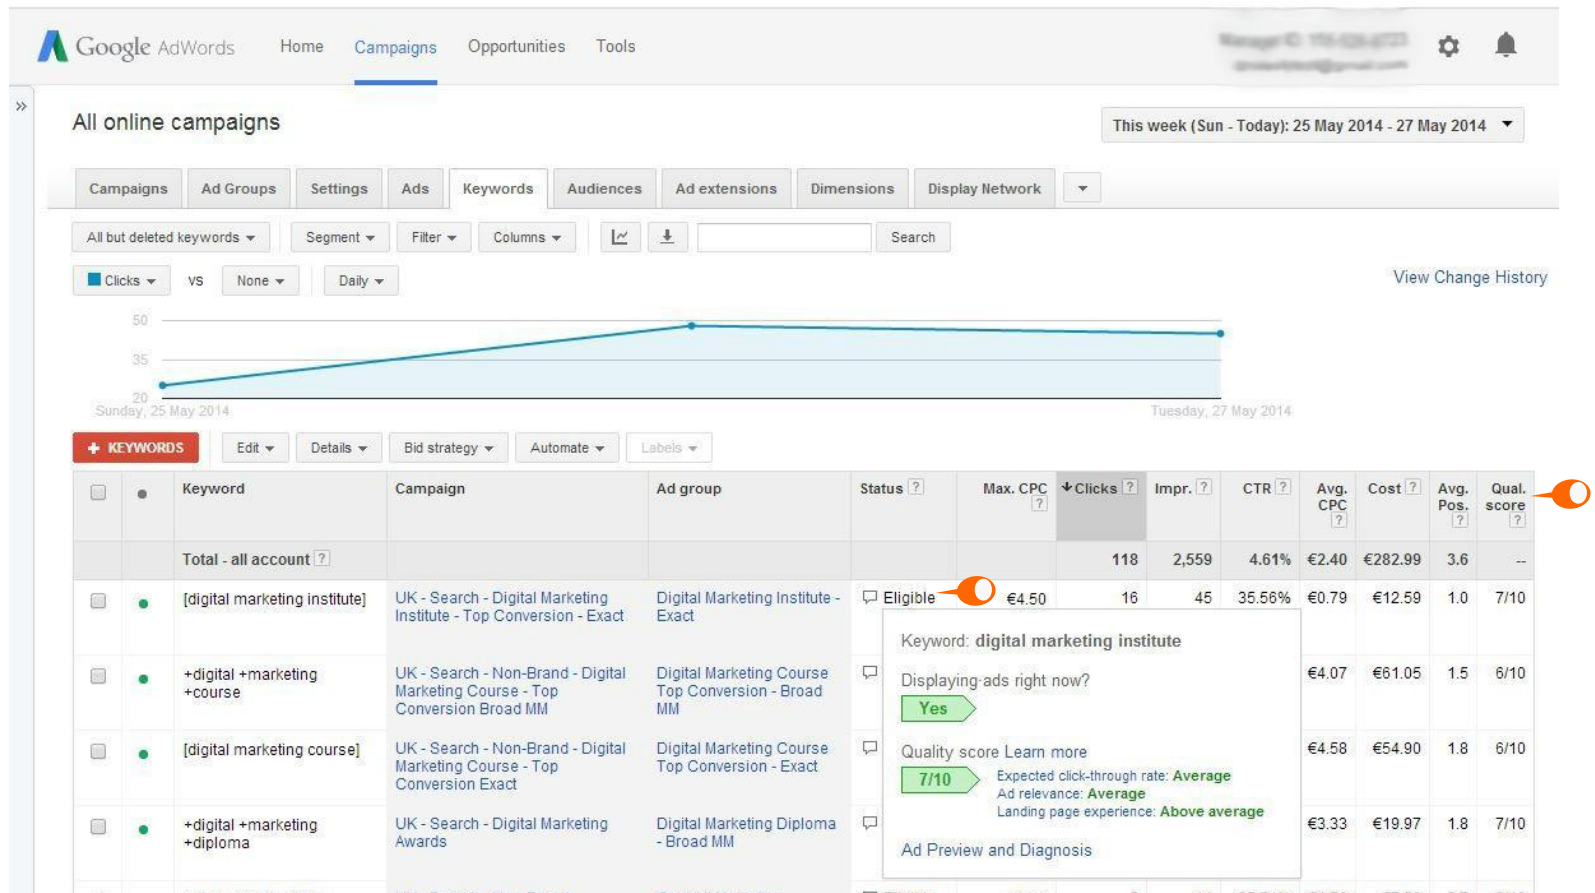 Google AdWords Home Campaigns Opportunities Tools
»
All online campaigns
This week (Sun - Today): 25 May 2014 - 27 May 2014
Campaigns Ad Groups Settings Ads Keywords Audiences Ad extensions Dimensions Display Network
All but deleted keywords Segment Filter Columns Search
Clicks VS None Daily View Change History
50
35
20
Sunday, 25 May 2014 Tuesday, 27 May 2014
+ KEYWORDS Edit Details Bid strategy Automate Labels
Keyword Campaign Ad group Status ? Max. CPC ? Clicks ? Impr. ? CTR ? Avg. CPC ? Cost ? Avg. Pos. ? Qual. score ?
Total - all account ? 118 2,559 4.61% €2.40 €282.99 3.6 --
[digital marketing institute] UK - Search - Digital Marketing Digital Marketing Institute - Eligible €4.50 16 45 35.56% €0.79 €12.59 1.0 7/10
Institute - Top Conversion - Exact Exact
+digital +marketing UK - Search - Non-Brand - Digital Digital Marketing Course €4.07 €61.05 1.5 6/10
+course Marketing Course - Top Top Conversion - Broad
Conversion Broad MM MM
[digital marketing course] UK - Search - Non-Brand - Digital Digital Marketing Course €4.58 €54.90 1.8 6/10
Marketing Course - Top Top Conversion - Exact
Conversion Exact
+digital +marketing UK - Search - Digital Marketing Digital Marketing Diploma €3.33 €19.97 1.8 7/10
+diploma Awards - Broad MM
Keyword: digital marketing institute
Displaying ads right now?
Yes
Quality score Learn more
7/10
Expected click-through rate: Average
Ad relevance: Average
Landing page experience: Above average
Ad Preview and Diagnosis